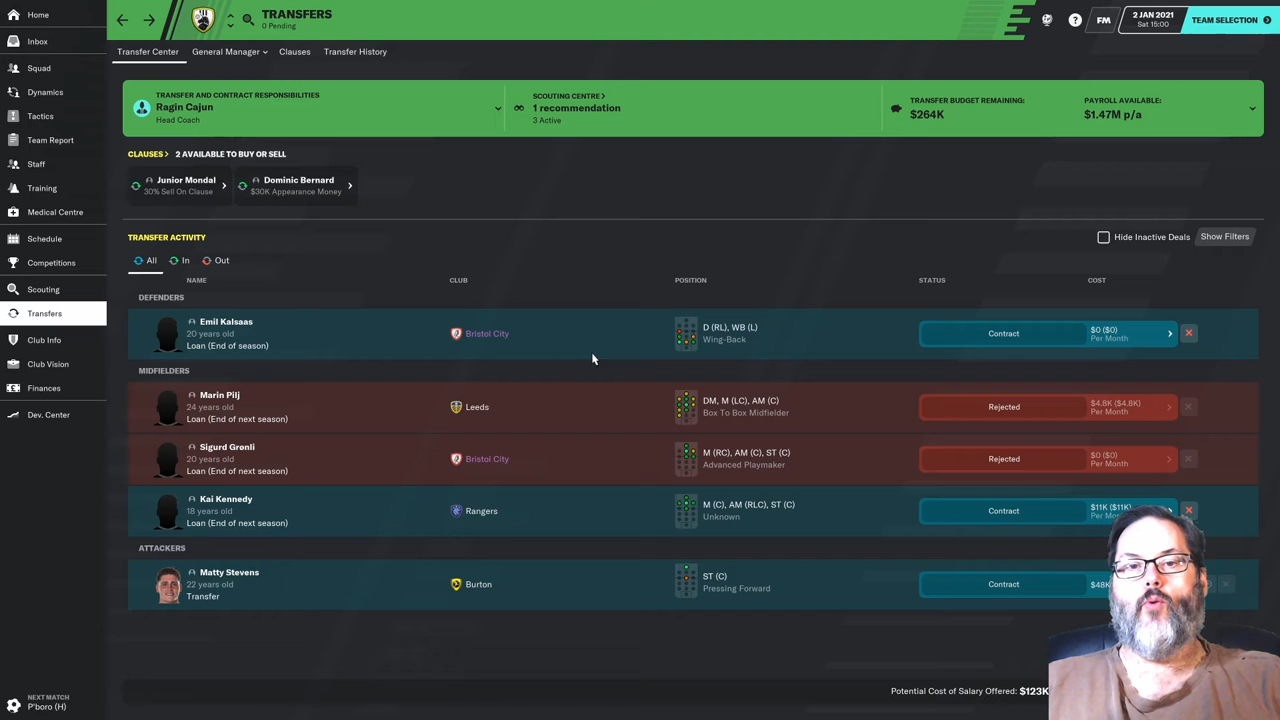 Home
TRANSFERS
0 Pending
FM
2 JAN 2021
Sat 15:00
TEAM SELECTION
Inbox
Transfer Center
General Manager
Clauses
Transfer History
Squad
Dynamics
Tactics
Team Report
Staff
Training
Medical Centre
Schedule
Competitions
Scouting
Transfers
Club Info
Club Vision
Finances
Dev. Center
TRANSFER AND CONTRACT RESPONSIBILITIES
Ragin Cajun
Head Coach
SCOUTING CENTRE >
1 recommendation
3 Active
TRANSFER BUDGET REMAINING:
$264K
PAYROLL AVAILABLE:
$1.47M p/a
CLAUSES > 2 AVAILABLE TO BUY OR SELL
Junior Mondal
30% Sell On Clause
Dominic Bernard
$30K Appearance Money
TRANSFER ACTIVITY
Hide Inactive Deals
Show Filters
All
In
Out
NAME CLUB POSITION STATUS COST
DEFENDERS
Emil Kalsaas
20 years old
Loan (End of season)
Bristol City
D (RL), WB (L)
Wing-Back
Contract
$0 ($0)
Per Month
MIDFIELDERS
Marin Pilj
24 years old
Loan (End of next season)
Leeds
DM, M (LC), AM (C)
Box To Box Midfielder
Rejected
$4.8K ($4.8K)
Per Month
Sigurd Grønli
20 years old
Loan (End of next season)
Bristol City
M (RC), AM (C), ST (C)
Advanced Playmaker
Rejected
$0 ($0)
Per Month
Kai Kennedy
18 years old
Loan (End of next season)
Rangers
M (C), AM (RLC), ST (C)
Unknown
Contract
$11K ($11K)
Per Mon
ATTACKERS
Matty Stevens
22 years old
Transfer
Burton
ST (C)
Pressing Forward
Contract
$48K
Potential Cost of Salary Offered: $123K
NEXT MATCH
P'boro (H)